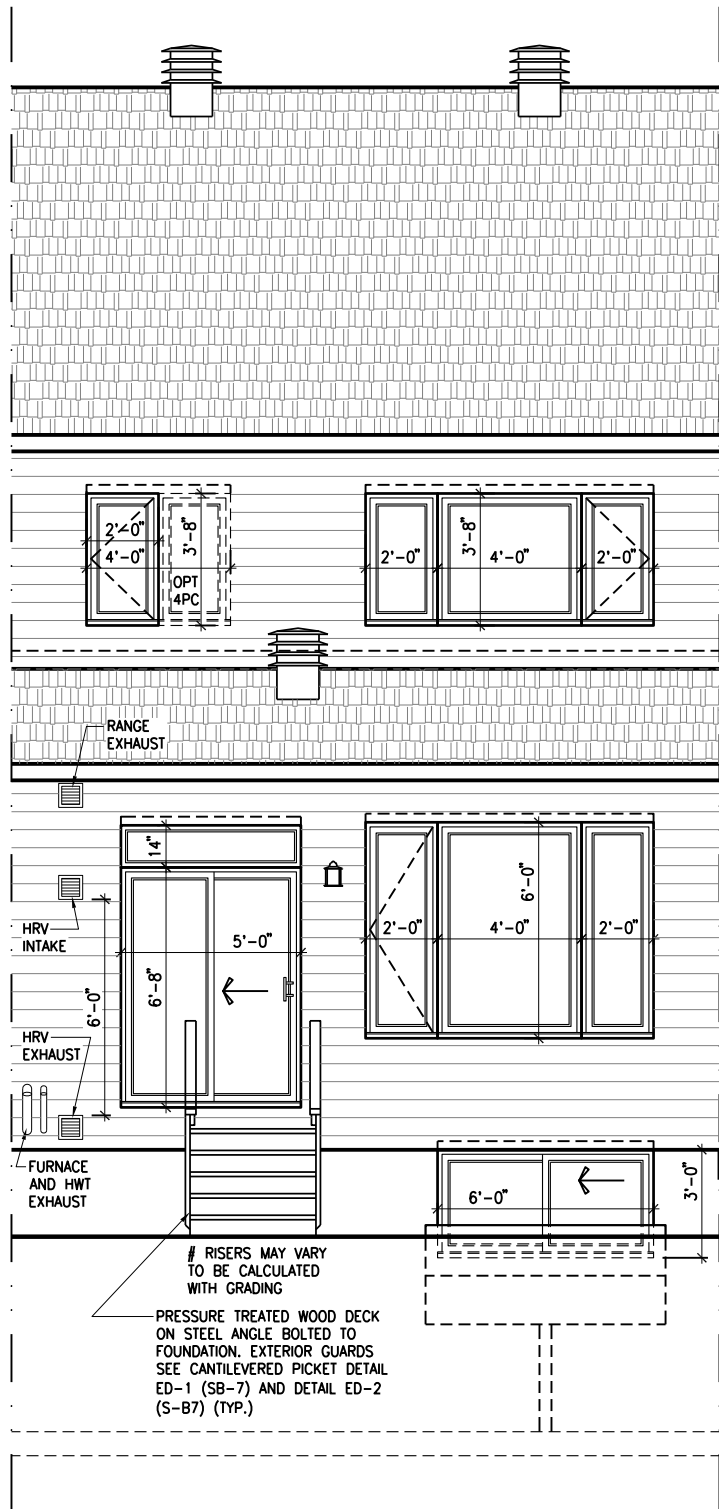 2'-0"
4'-0"
3'-8"
OPT
4PC
2'-0"
3'-8"
4'-0"
2'-0"
RANGE
EXHAUST
14"
HRV
INTAKE
6'-0"
5'-0"
6'-8"
6'-0"
2'-0"
4'-0"
2'-0"
HRV
EXHAUST
FURNACE
AND HWT
EXHAUST
6'-0"
3'-0"
# RISERS MAY VARY
TO BE CALCULATED
WITH GRADING
PRESSURE TREATED WOOD DECK
ON STEEL ANGLE BOLTED TO
FOUNDATION. EXTERIOR GUARDS
SEE CANTILEVERED PICKET DETAIL
ED-1 (SB-7) AND DETAIL ED-2
(S-B7) (TYP.)